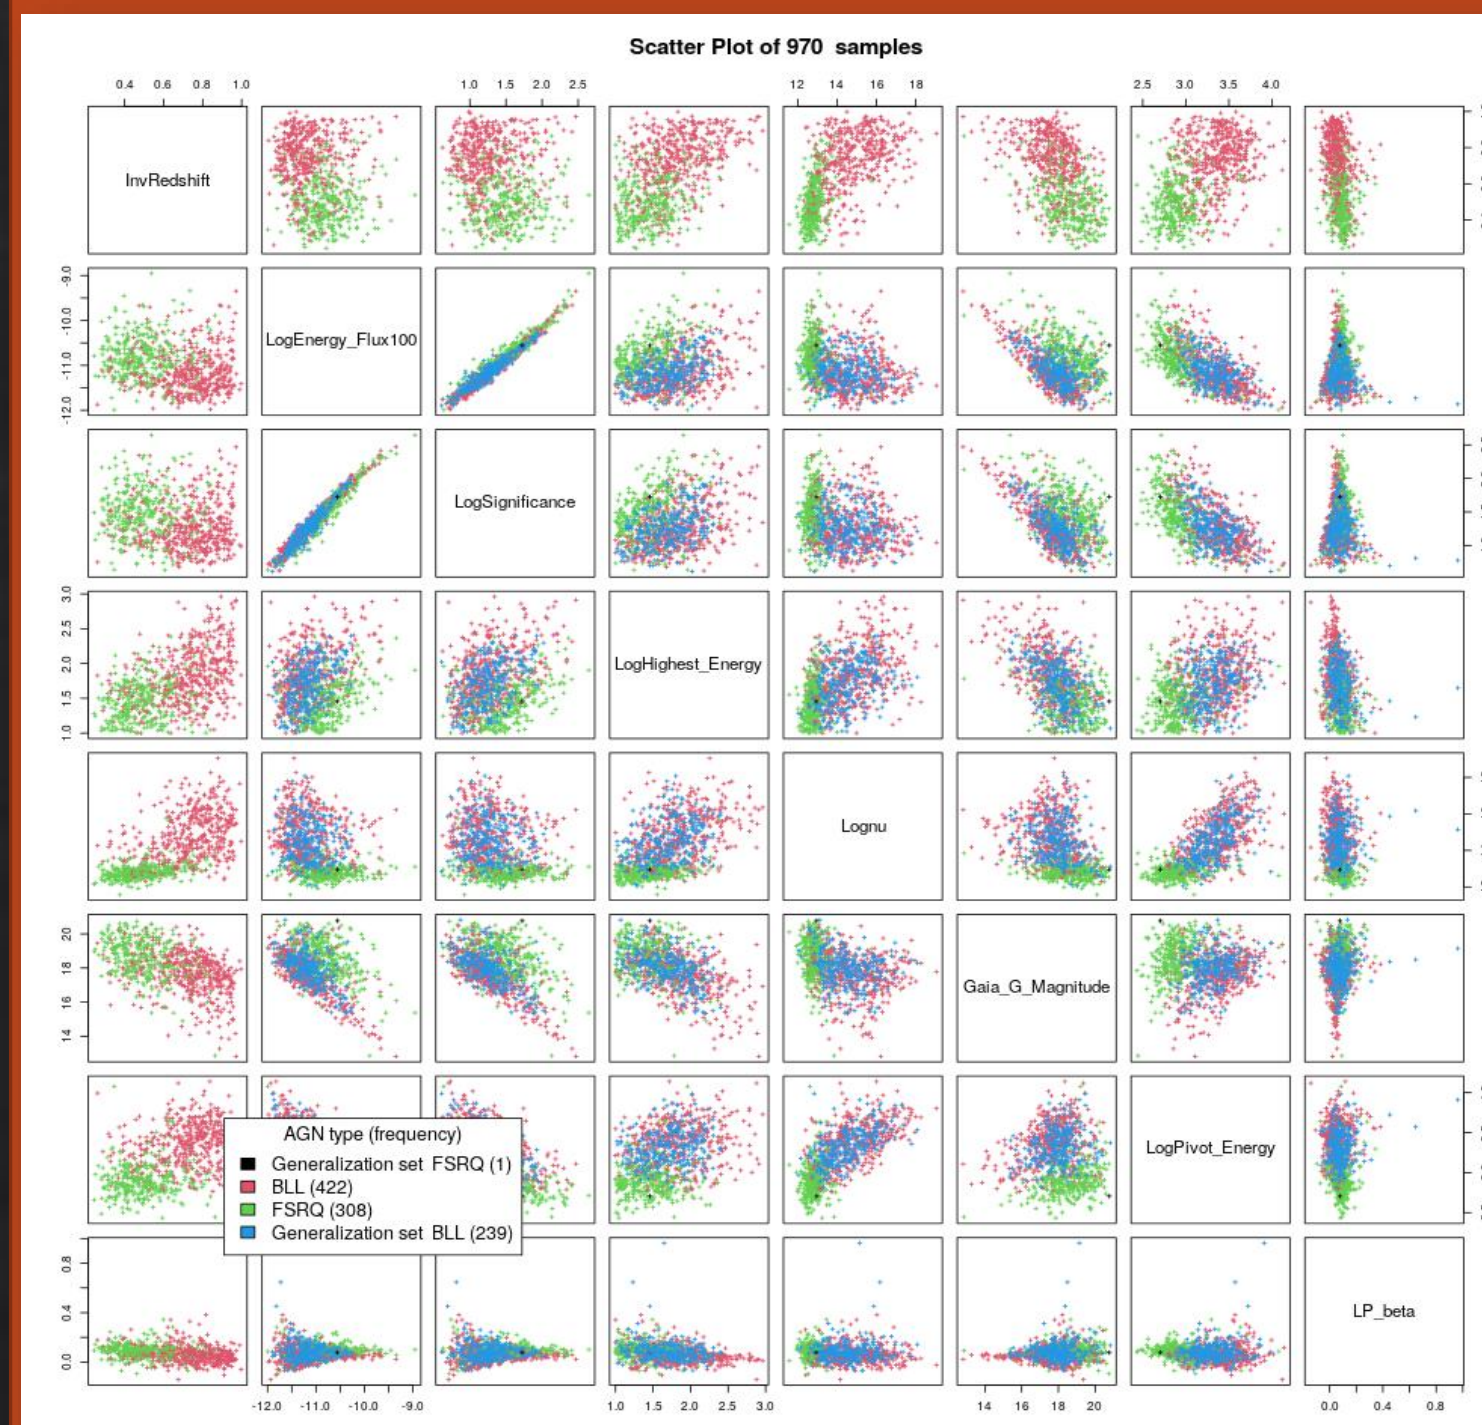 Scatter Plot of 970 samples
0.4 0.6 0.8 1.0
1.0 1.5 2.0 2.5
12 14 16 18
2.5 3.0 3.5 4.0
InvRedshift
-9.0
-10.0
-11.0
-12.0
LogEnergy_Flux100
LogSignificance
3.0
2.5
2.0
1.5
1.0
LogHighest_Energy
Lognu
20
18
16
14
Gaia_G_Magnitude
LogPivot_Energy
AGN type (frequency)
Generalization set FSRQ (1)
BLL (422)
FSRQ (308)
Generalization set BLL (239)
0.8
0.4
0.0
LP_beta
-12.0 -11.0 -10.0 -9.0
1.0 1.5 2.0 2.5 3.0
14 16 18 20
0.0 0.4 0.8